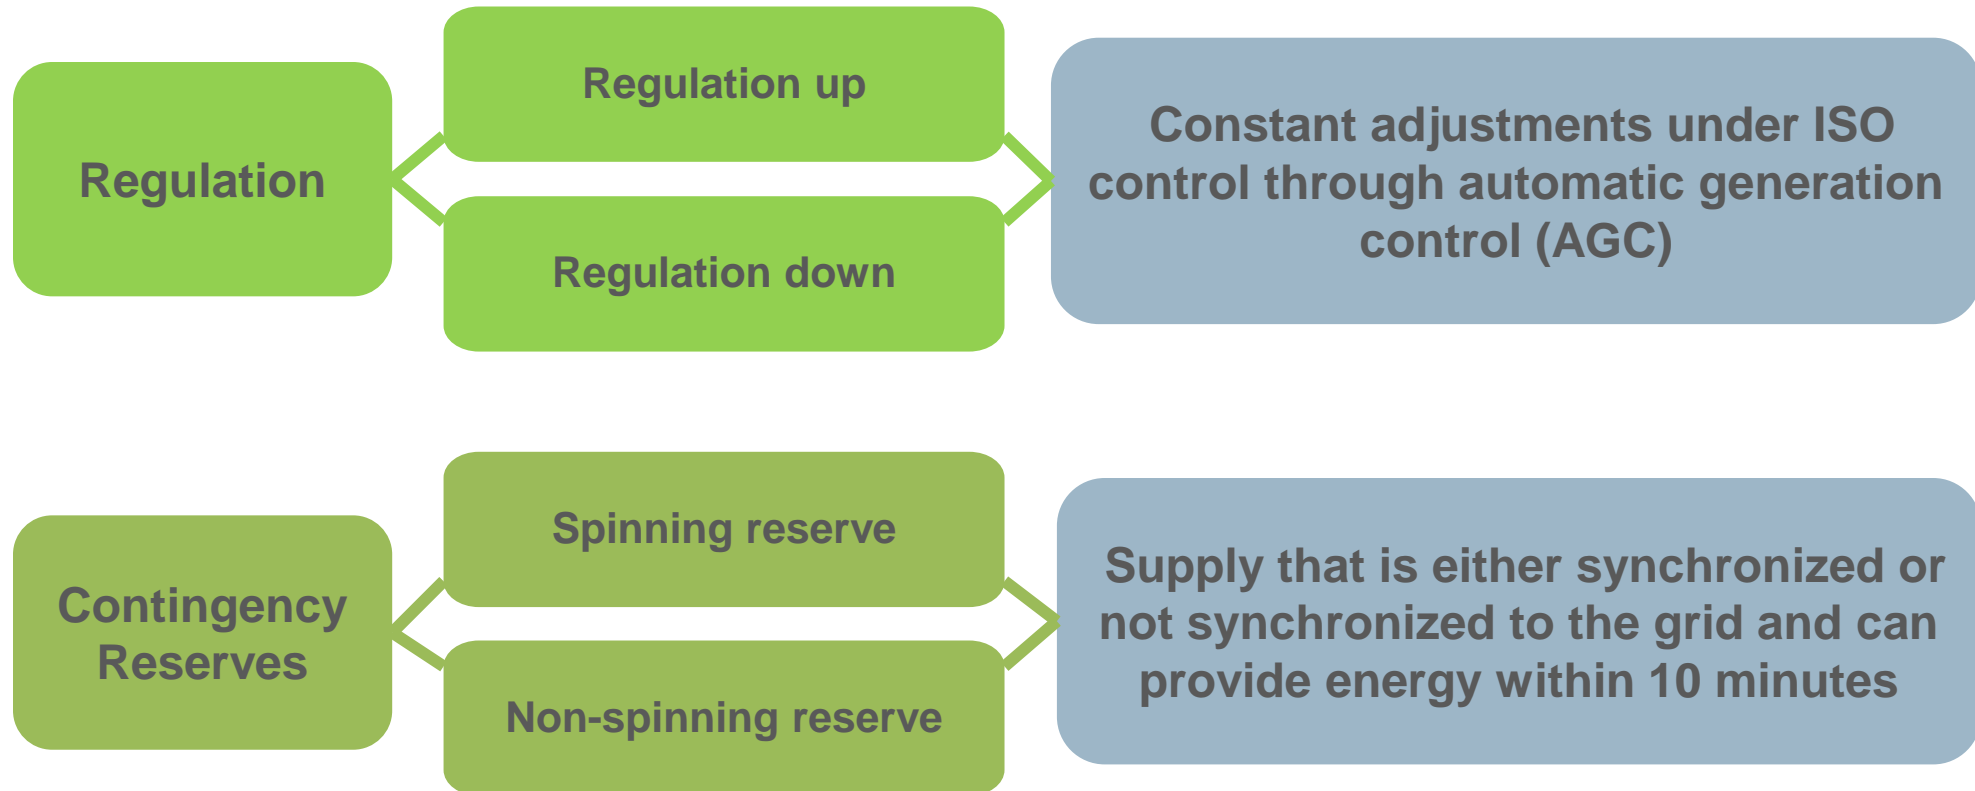 Regulation
Regulation up
Regulation down
Constant adjustments under ISO
control through automatic generation
control (AGC)
Contingency
Reserves
Spinning reserve
Non-spinning reserve
Supply that is either synchronized or
not synchronized to the grid and can
provide energy within 10 minutes